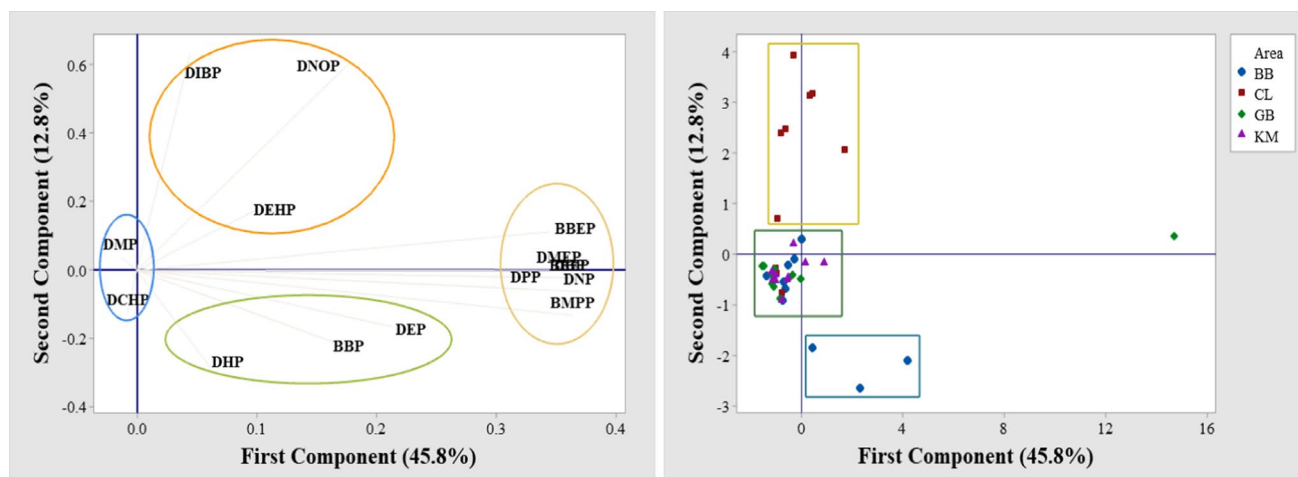 Second Component (12.8%)
0.6
0.4
0.2
0.0
-0.2
-0.4
DIBP
DNOP
DEHP
DMP
DCHP
BBEP
DMEP
DPP
DNP
BMPP
DEP
BBP
DHP
0.0
0.1
0.2
0.3
0.4
First Component (45.8%)
Second Component (12.8%)
4
3
2
1
0
-1
-2
-3
0
4
8
12
16
First Component (45.8%)
Area
BB
CL
GB
KM